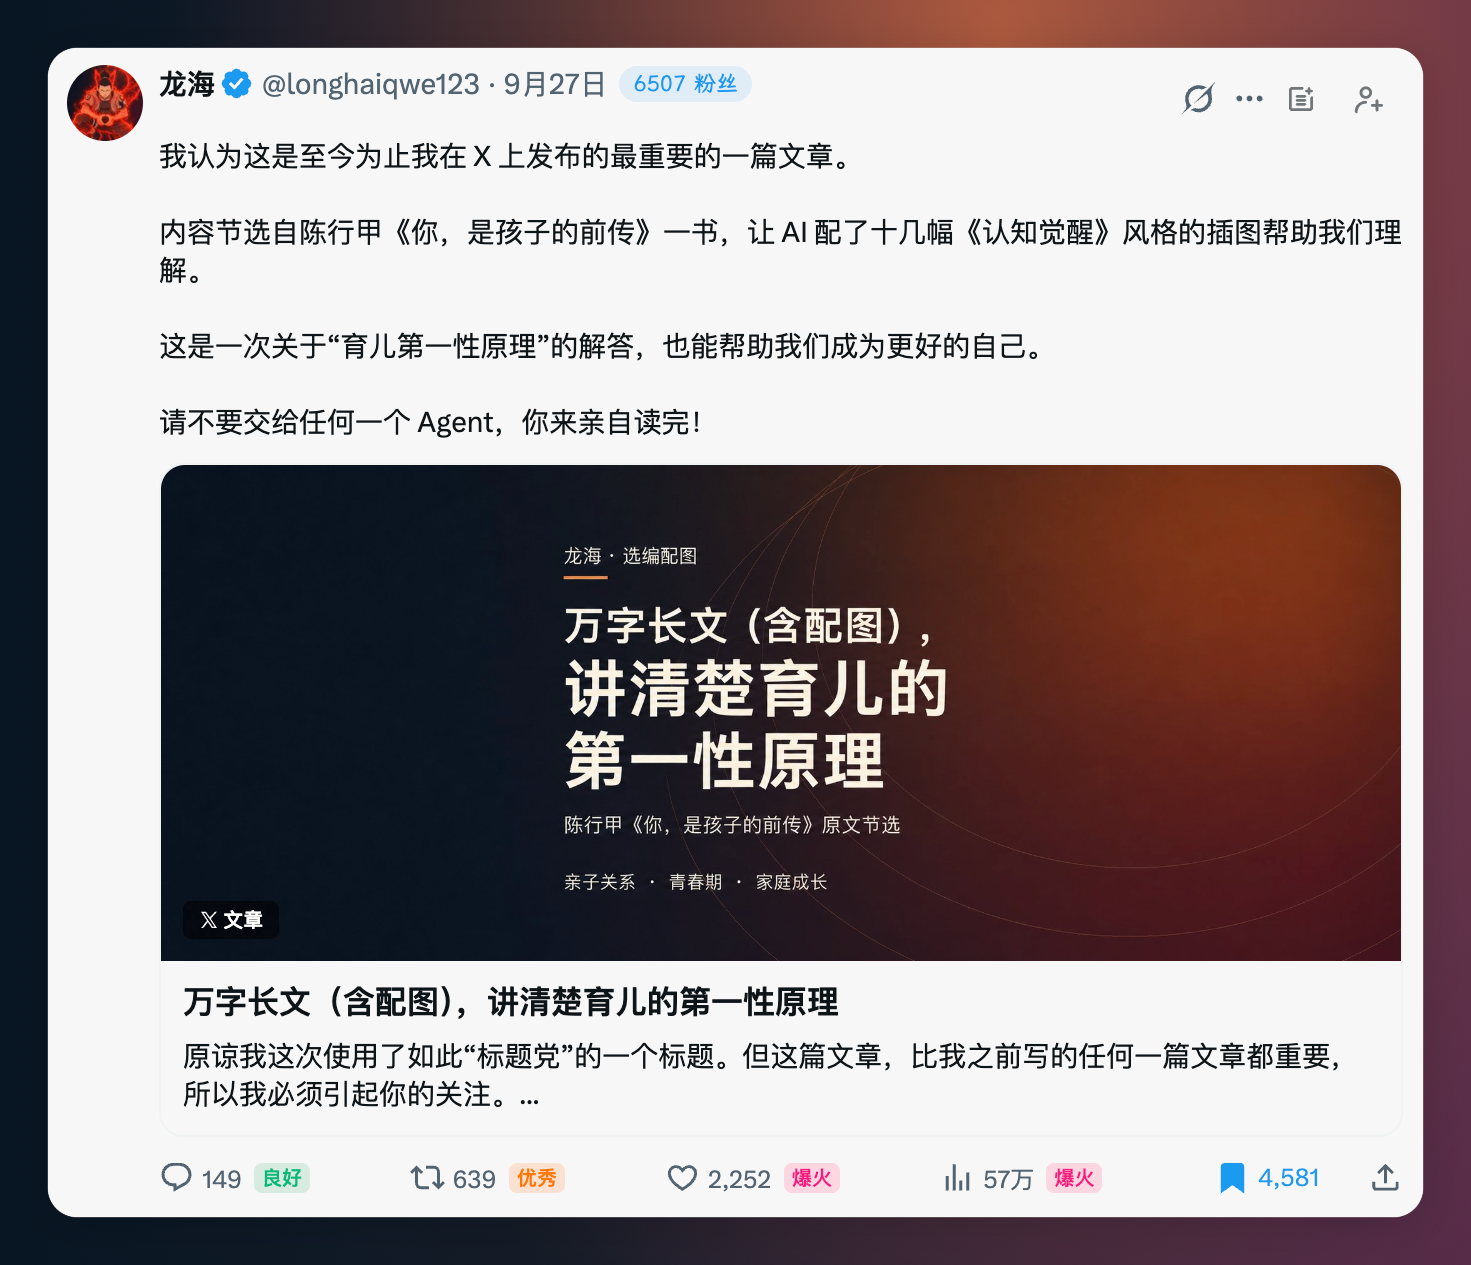 龙海 @longhaiqwe123 · 9月27日 6507 粉丝
我认为这是至今为止我在 X 上发布的最重要的一篇文章。
内容节选自陈行甲《你，是孩子的前传》一书，让 AI 配了十几幅《认知觉醒》风格的插图帮助我们理
解。
这是一次关于“育儿第一性原理”的解答，也能帮助我们成为更好的自己。
请不要交给任何一个 Agent，你来亲自读完！
龙海 · 选编配图
万字长文（含配图），
讲清楚育儿的
第一性原理
陈行甲《你，是孩子的前传》原文节选
亲子关系 · 青春期 · 家庭成长
X 文章
万字长文（含配图），讲清楚育儿的第一性原理
原谅我这次使用了如此“标题党”的一个标题。但这篇文章，比我之前写的任何一篇文章都重要，
所以我必须引起你的关注。...
149 良好 639 优秀 2,252 爆火 57万 爆火 4,581